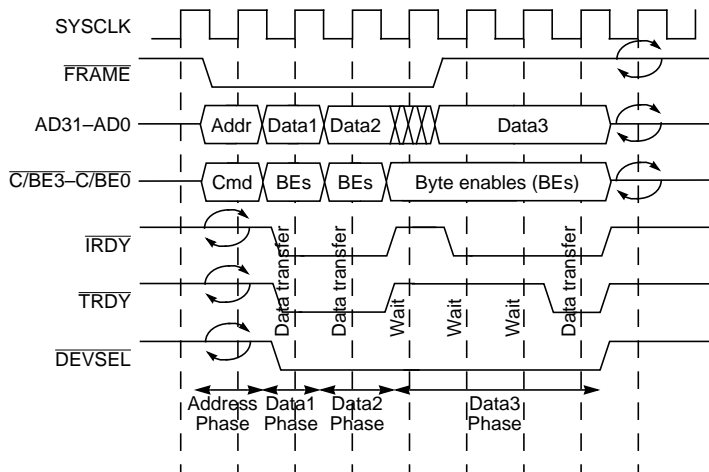 SYSCLK
FRAME
AD31–AD0 Addr Data1 Data2 Data3
C/BE3–C/BE0 Cmd BEs BEs Byte enables (BEs)
IRDY
TRDY
Data transfer
Data transfer
Wait
Wait
Wait
Data transfer
DEVSEL
Address Phase
Data1 Phase
Data2 Phase
Data3 Phase